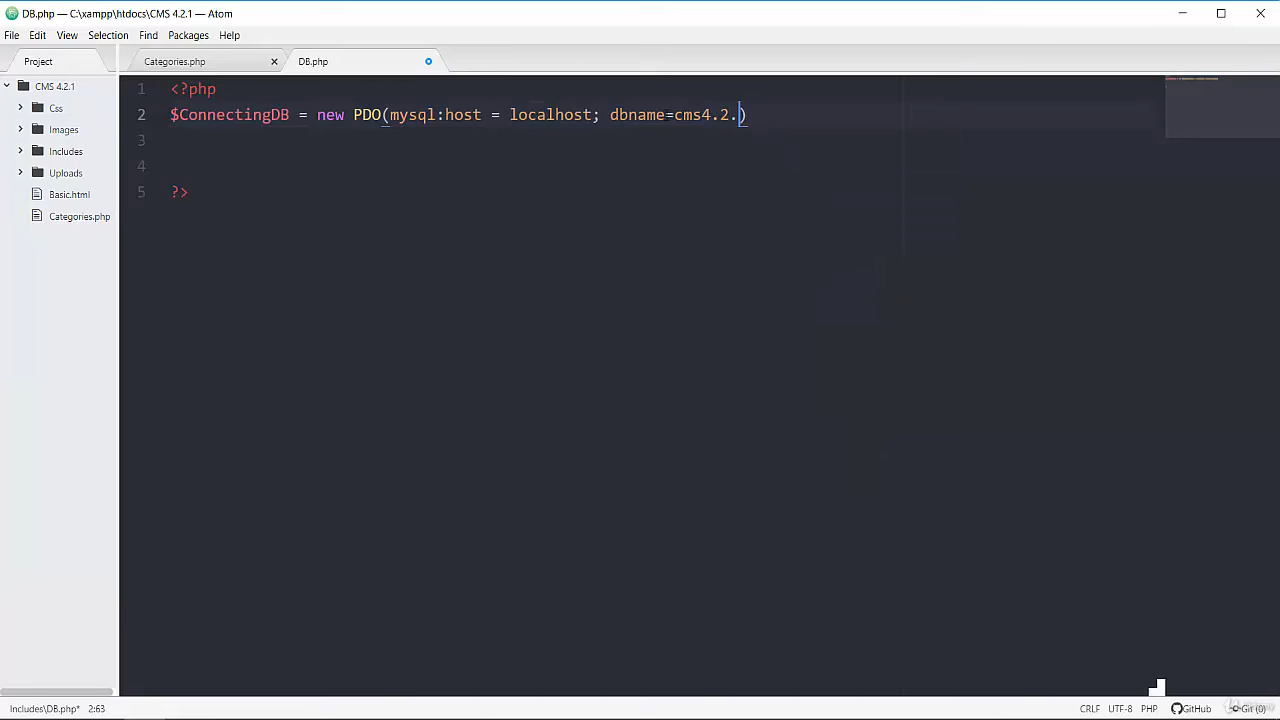 DB.php — C:\xampp\htdocs\CMS 4.2.1 — Atom
File Edit View Selection Find Packages Help
Project Categories.php DB.php
CMS 4.2.1
Css
Images
Includes
Uploads
Basic.html
Categories.php
1 <?php
2 $ConnectingDB = new PDO(mysql:host = localhost; dbname=cms4.2.)
3
4
5 ?>
Includes\DB.php* 2:63 CRLF UTF-8 PHP GitHub Git (0)